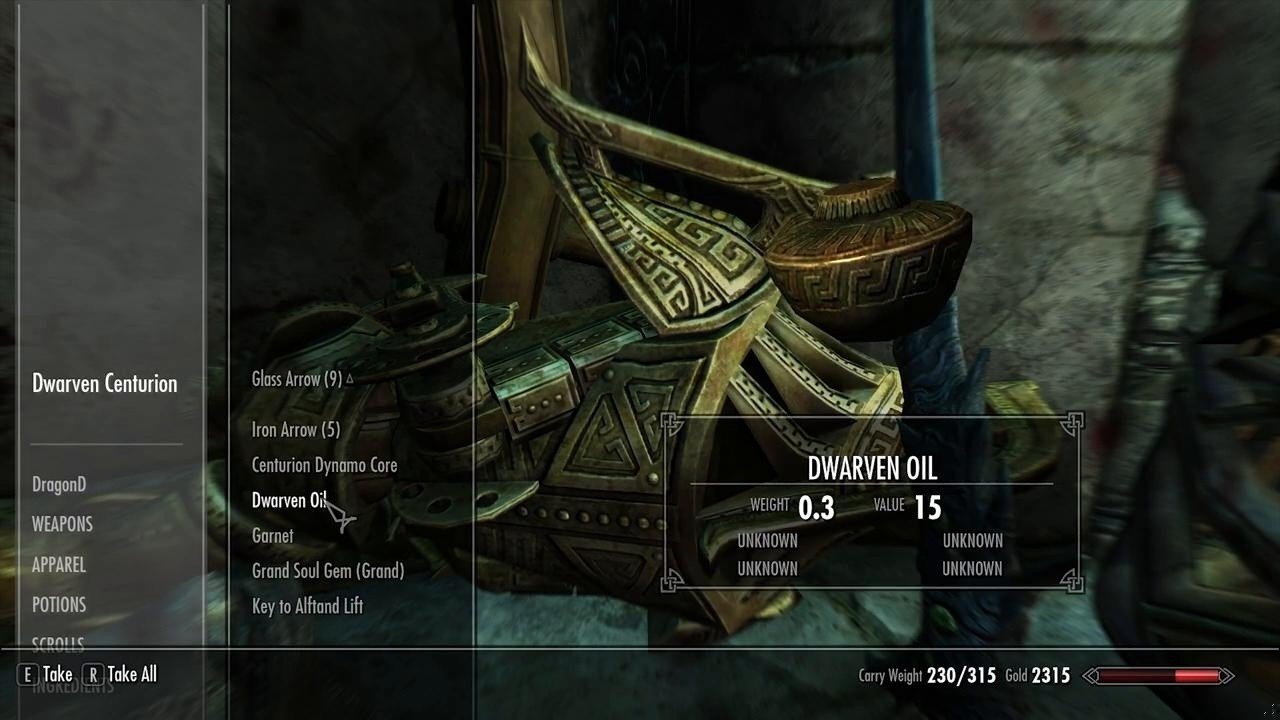 Dwarven Centurion
DragonD
WEAPONS
APPAREL
POTIONS
SCROLLS
INGREDIENTS
Glass Arrow (9)
Iron Arrow (5)
Centurion Dynamo Core
Dwarven Oil
Garnet
Grand Soul Gem (Grand)
Key to Alftand Lift
DWARVEN OIL
WEIGHT 0.3 VALUE 15
UNKNOWN UNKNOWN
UNKNOWN UNKNOWN
E Take R Take All
Carry Weight 230/315 Gold 2315